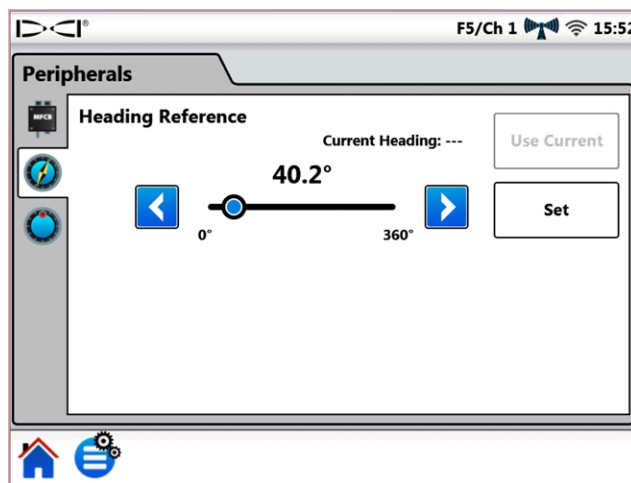 DCI® F5/Ch 1 15:52
Peripherals
MFCB
Heading Reference
Current Heading: --- Use Current
40.2°
Set
0° 360°